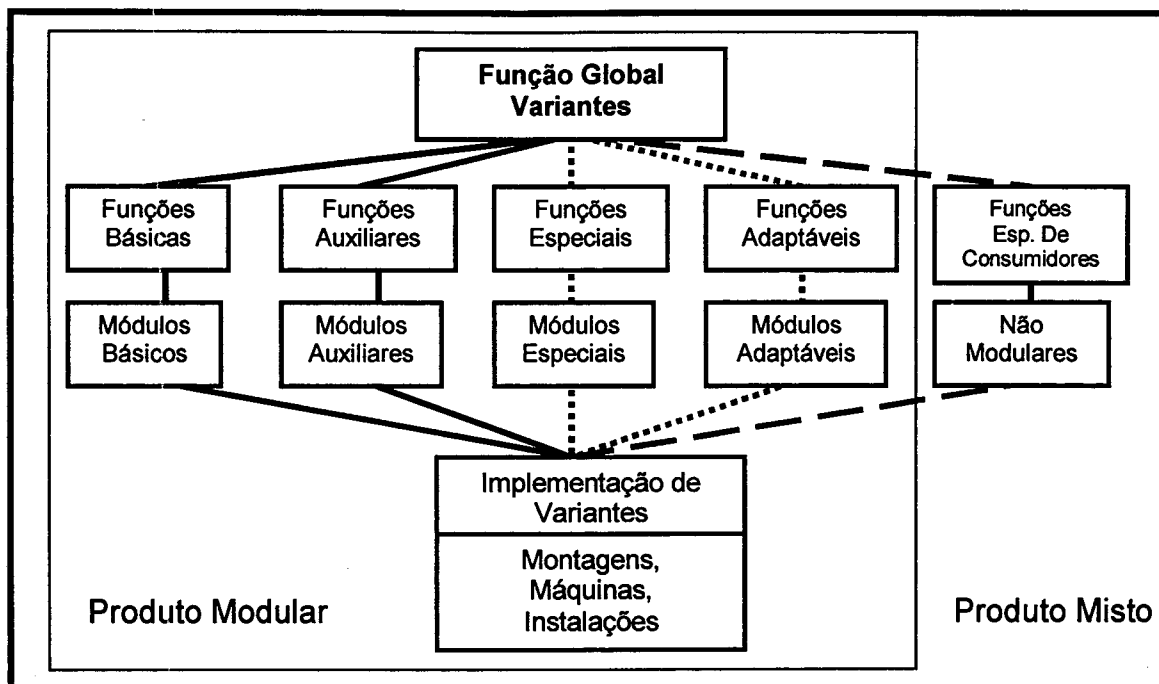 Função Global
Variantes
Funções
Básicas
Funções
Auxiliares
Funções
Especiais
Funções
Adaptáveis
Funções
Esp. De
Consumidores
Módulos
Básicos
Módulos
Auxiliares
Módulos
Especiais
Módulos
Adaptáveis
Não
Modulares
Implementação de
Variantes
Montagens,
Máquinas,
Instalações
Produto Modular
Produto Misto